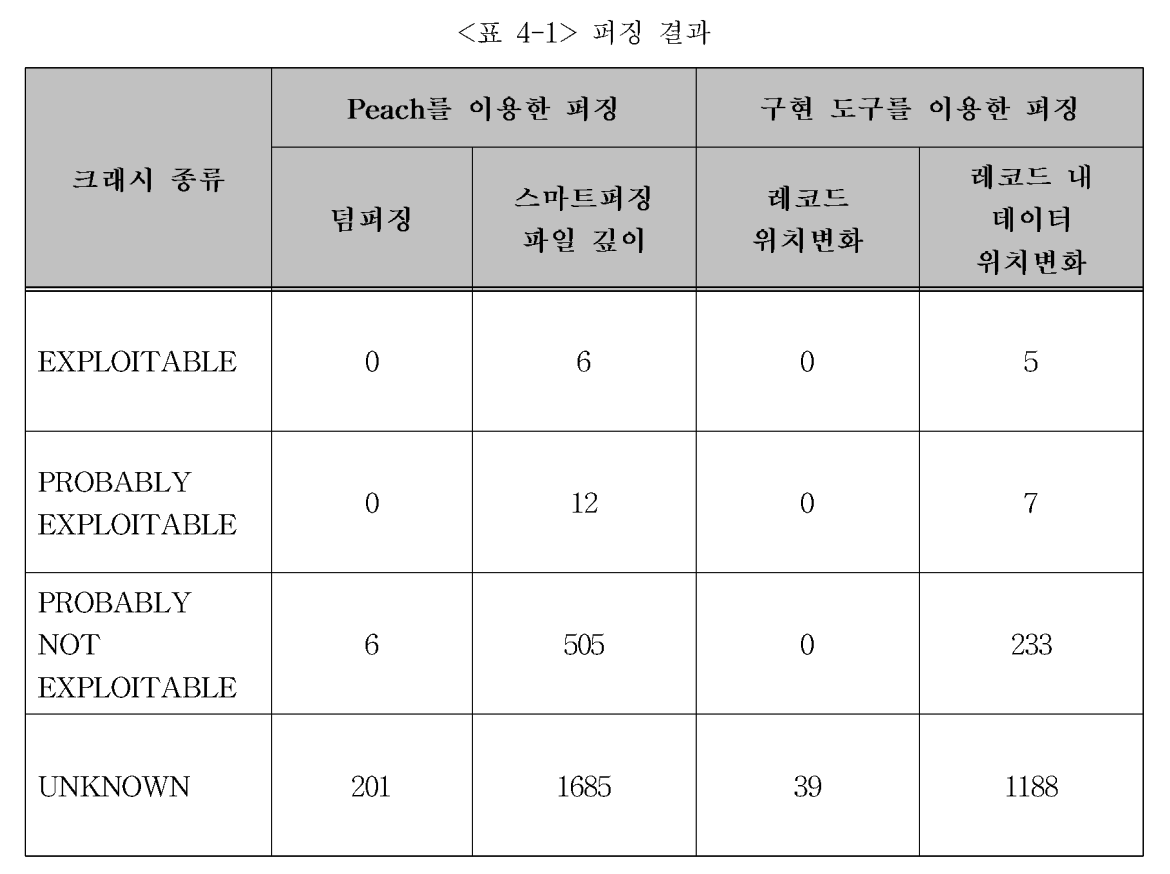 <표 4-1> 퍼징 결과
크래시 종류
Peach를 이용한 퍼징
구현 도구를 이용한 퍼징
덤퍼징
스마트퍼징
파일 깊이
레코드
위치변화
레코드 내
데이터
위치변화
EXPLOITABLE
0
6
0
5
PROBABLY
EXPLOITABLE
0
12
0
7
PROBABLY
NOT
EXPLOITABLE
6
505
0
233
UNKNOWN
201
1685
39
1188